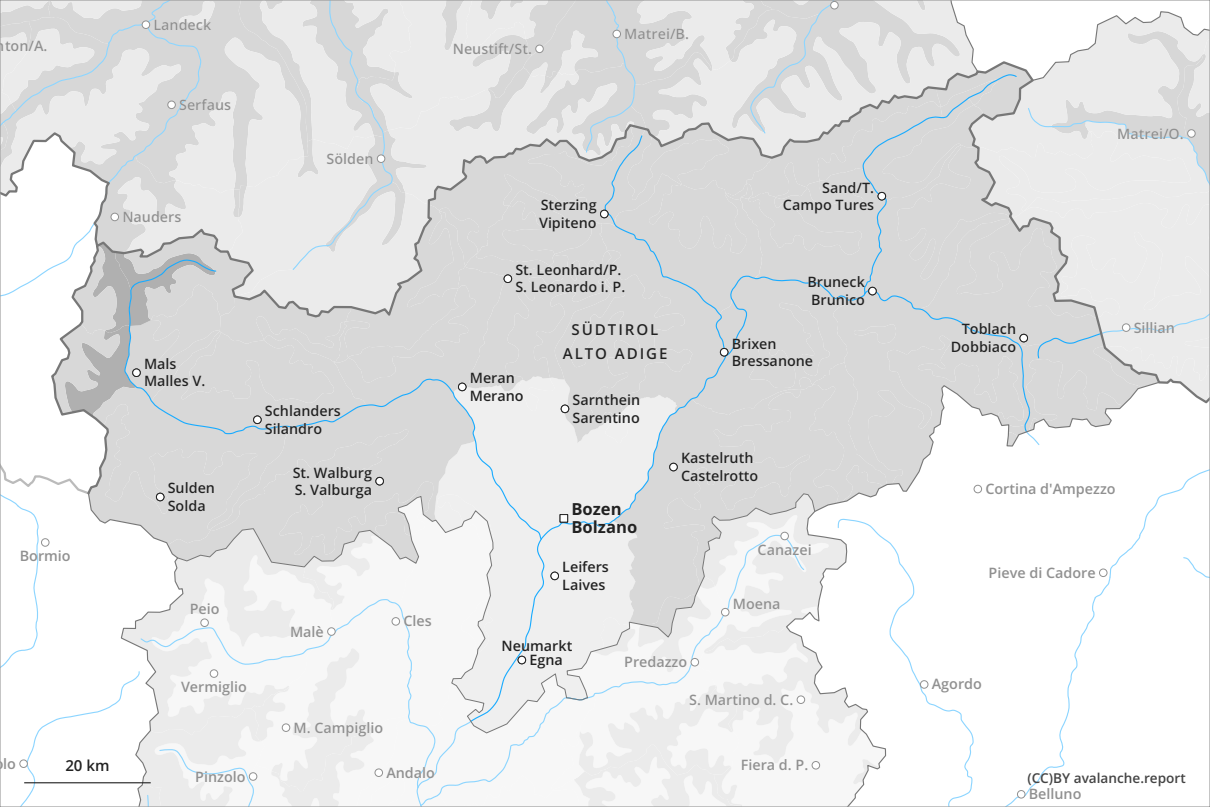 Landeck
Matrei/B.
nton/A.
Neustift/St.
Serfaus
Matrei/O.
Sölden
Sand/T.
Campo Tures
Nauders
Sterzing
Vipiteno
St. Leonhard/P.
S. Leonardo i. P.
Bruneck
Brunico
SÜDTIROL
ALTO ADIGE
Toblach
Dobbiaco
Sillian
Brixen
Bressanone
Mals
Malles V.
Meran
Merano
Sarnthein
Sarentino
Schlanders
Silandro
Kastelruth
Castelrotto
St. Walburg
S. Valburga
Sulden
Solda
Cortina d'Ampezzo
Bozen
Bolzano
Bormio
Canazei
Leifers
Laives
Pieve di Cadore
Peio
Moena
Cles
Malè
Neumarkt
Egna
Predazzo
Vermiglio
Agordo
S. Martino d. C.
M. Campiglio
olo
20 km
Fiera d. P.
Pinzolo
Andalo
(CC)BY avalanche.report
Belluno